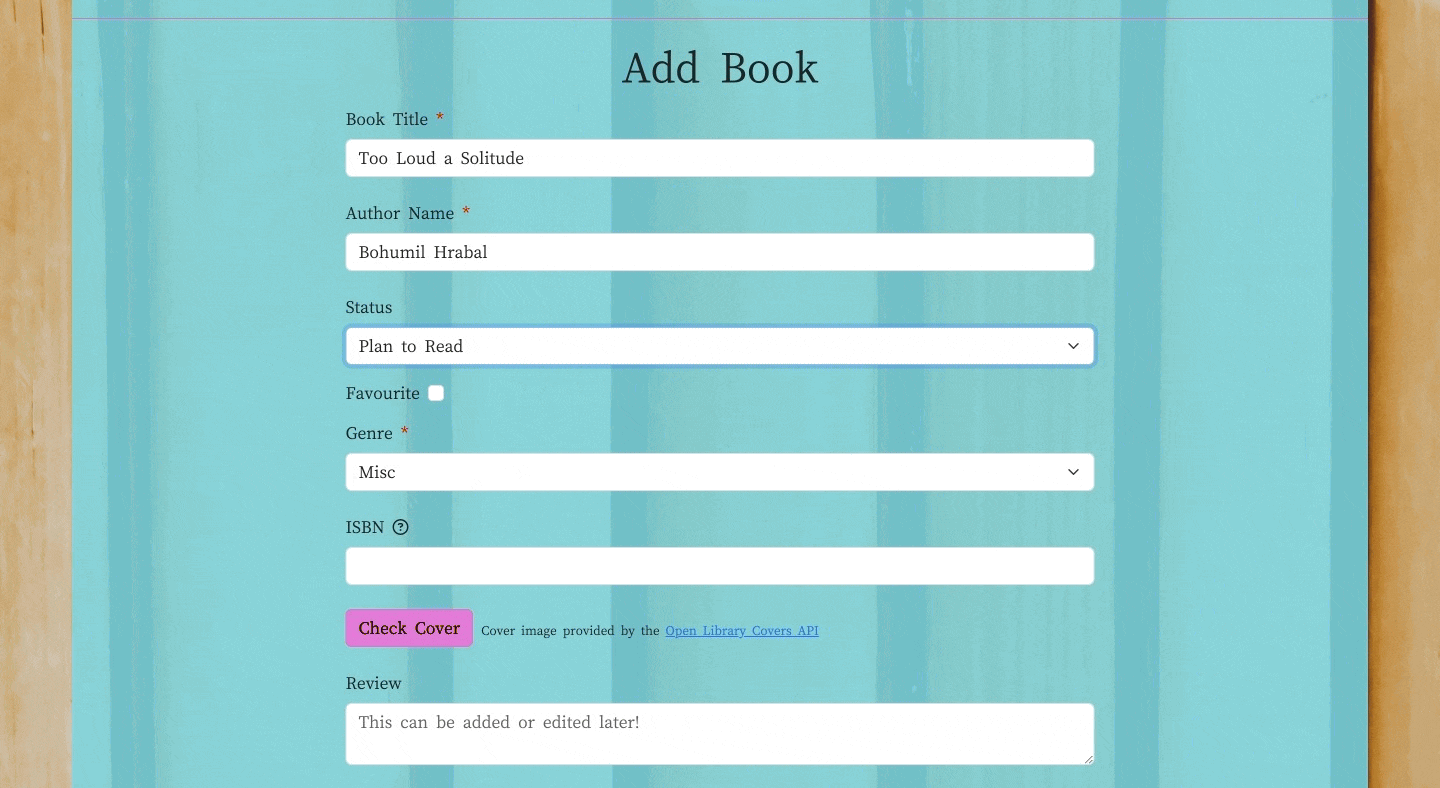 Add Book
Book Title *
Too Loud a Solitude
Author Name *
Bohumil Hrabal
Status
Plan to Read
Favourite
Genre *
Misc
ISBN ?
Check Cover Cover image provided by the Open Library Covers API
Review
This can be added or edited later!